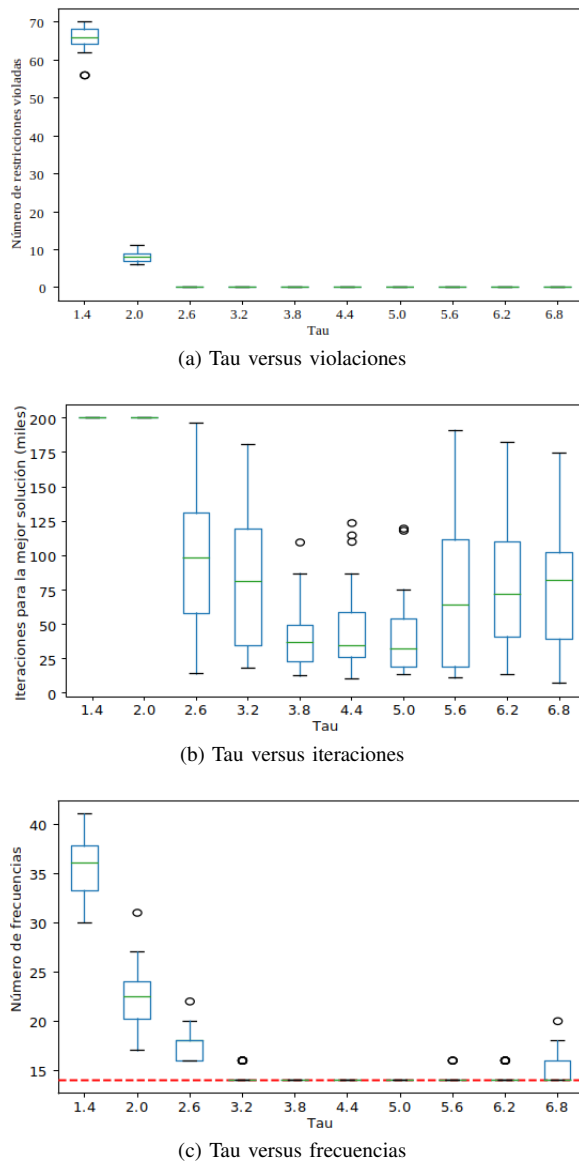 70
60
50
40
30
20
10
0
Número de restricciones violadas
1.4 2.0 2.6 3.2 3.8 4.4 5.0 5.6 6.2 6.8
Tau
(a) Tau versus violaciones
200
175
150
125
100
75
50
25
0
Iteraciones para la mejor solución (miles)
1.4 2.0 2.6 3.2 3.8 4.4 5.0 5.6 6.2 6.8
Tau
(b) Tau versus iteraciones
40
35
30
25
20
15
Número de frecuencias
1.4 2.0 2.6 3.2 3.8 4.4 5.0 5.6 6.2 6.8
Tau
(c) Tau versus frecuencias